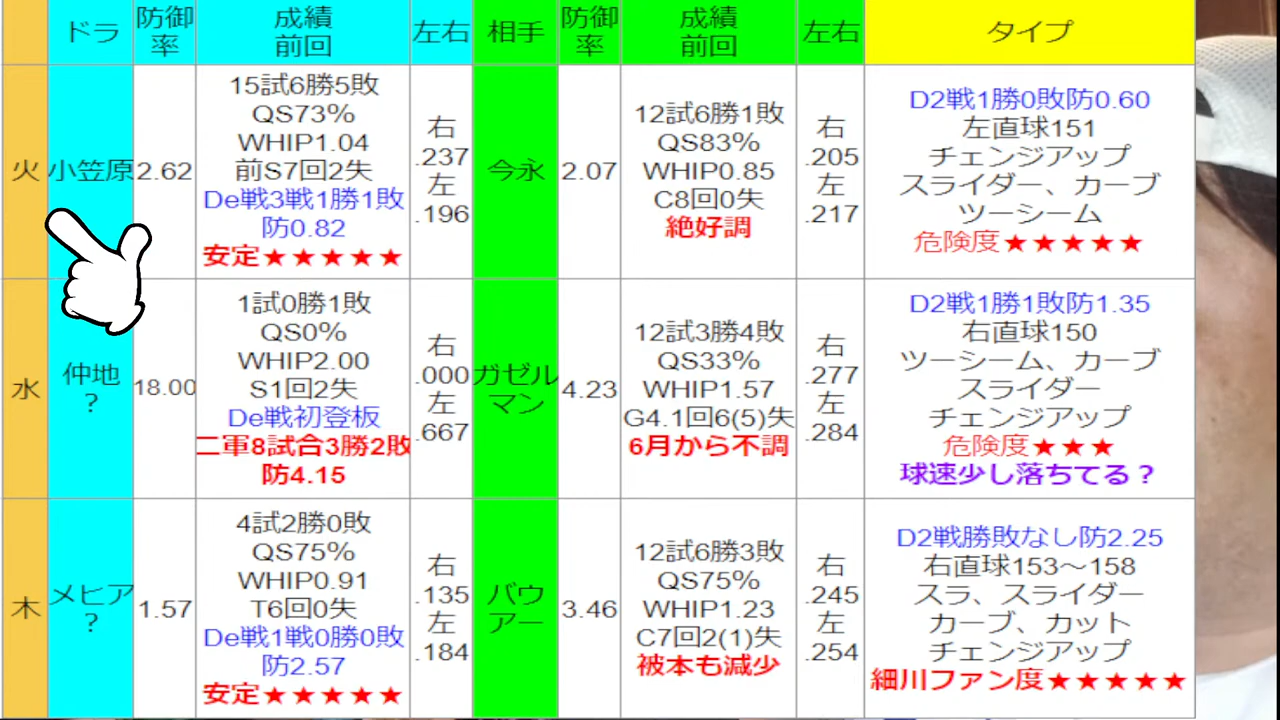 ドラ
防御
率
成績
前回
左右
相手
防御
率
成績
前回
左右
タイプ
火
小笠原
2.62
15試6勝5敗
QS73%
WHIP1.04
前S7回2失
De戦3戦1勝1敗
防0.82
安定★★★★★
右
.237
左
.196
今永
2.07
12試6勝1敗
QS83%
WHIP0.85
C8回0失
絶好調
右
.205
左
.217
D2戦1勝0敗防0.60
左直球151
チェンジアップ
スライダー、カーブ
ツーシーム
危険度★★★★★
水
仲地
?
18.00
1試0勝1敗
QS0%
WHIP2.00
S1回2失
De戦初登板
二軍8試合3勝2敗
防4.15
右
.000
左
.667
ガゼル
マン
4.23
12試3勝4敗
QS33%
WHIP1.57
G4.1回6(5)失
6月から不調
右
.277
左
.284
D2戦1勝1敗防1.35
右直球150
ツーシーム、カーブ
スライダー
チェンジアップ
危険度★★★
球速少し落ちてる？
木
メヒア
?
1.57
4試2勝0敗
QS75%
WHIP0.91
T6回0失
De戦1戦0勝0敗
防2.57
安定★★★★★
右
.135
左
.184
バウ
アー
3.46
12試6勝3敗
QS75%
WHIP1.23
C7回2(1)失
被本も減少
右
.245
左
.254
D2戦勝敗なし防2.25
右直球153〜158
スラ、スライダー
カーブ、カット
チェンジアップ
細川ファン度★★★★★